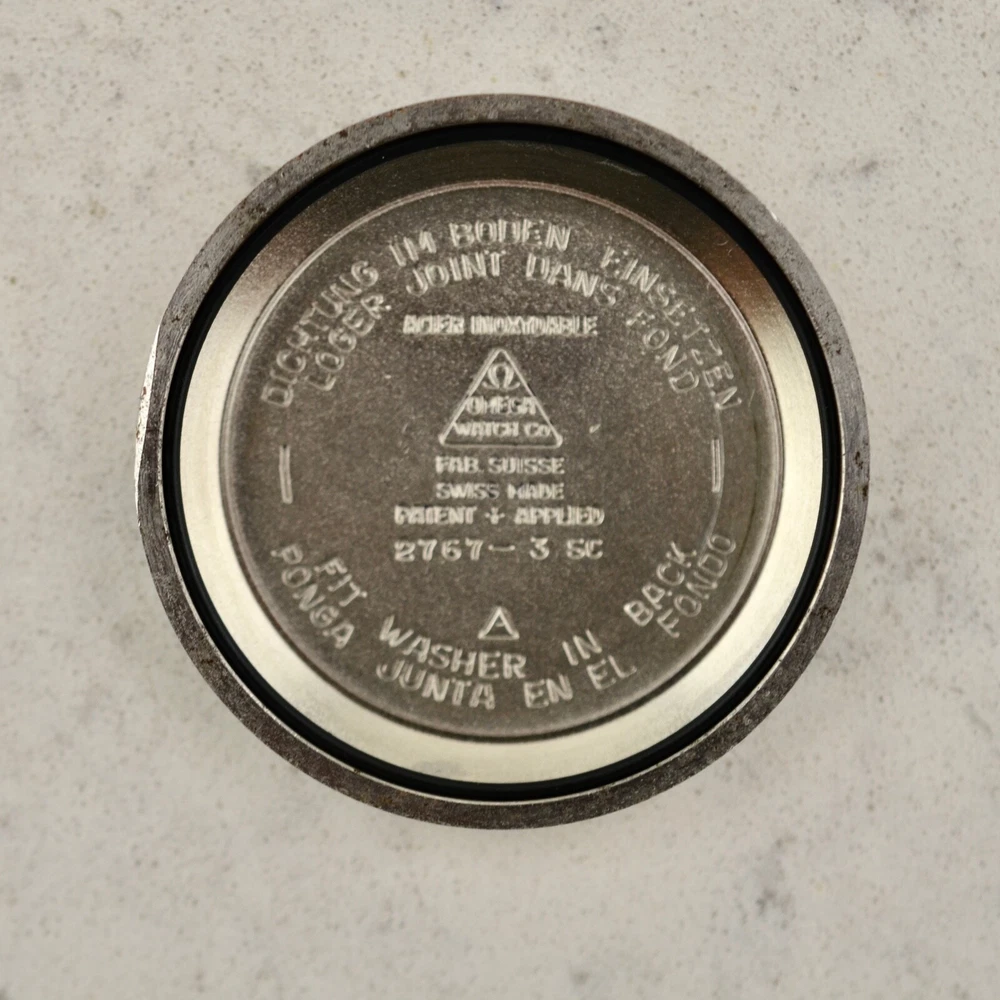 DICHTUNG IM BODEN EINSETZEN
LOGER JOINT DANS FOND
ACIER INOXYDABLE
Ω
OMEGA
WATCH Co
FAB. SUISSE
SWISS MADE
PATENT + APPLIED
2767- 3 SC
FIT WASHER IN BACK
PONGA JUNTA EN EL FONDO